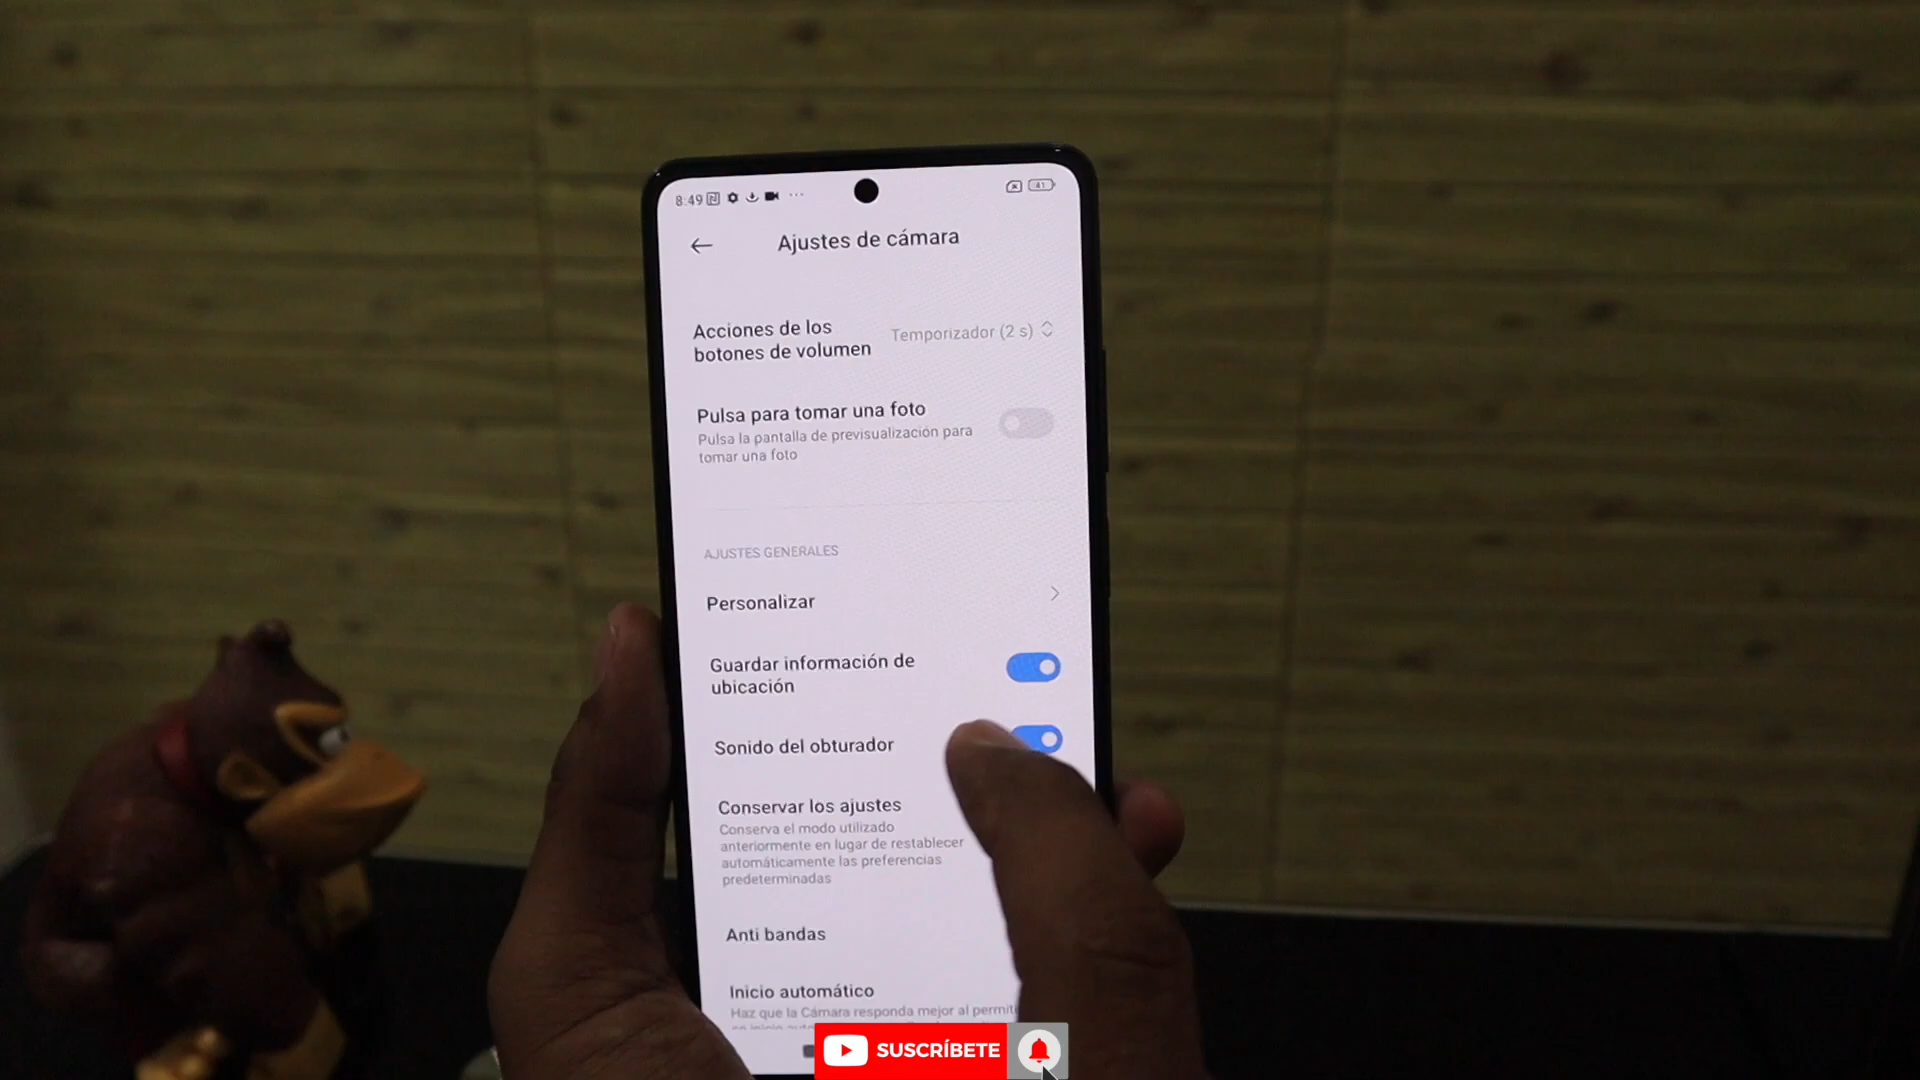 8:49
41
Ajustes de cámara
Acciones de los
botones de volumen
Temporizador (2 s)
Pulsa para tomar una foto
Pulsa la pantalla de previsualización para
tomar una foto
AJUSTES GENERALES
Personalizar
Guardar información de
ubicación
Sonido del obturador
Conservar los ajustes
Conserva el modo utilizado
anteriormente en lugar de restablecer
automáticamente las preferencias
predeterminadas
Anti bandas
Inicio automático
Haz que la Cámara responda mejor al
SUSCRÍBETE